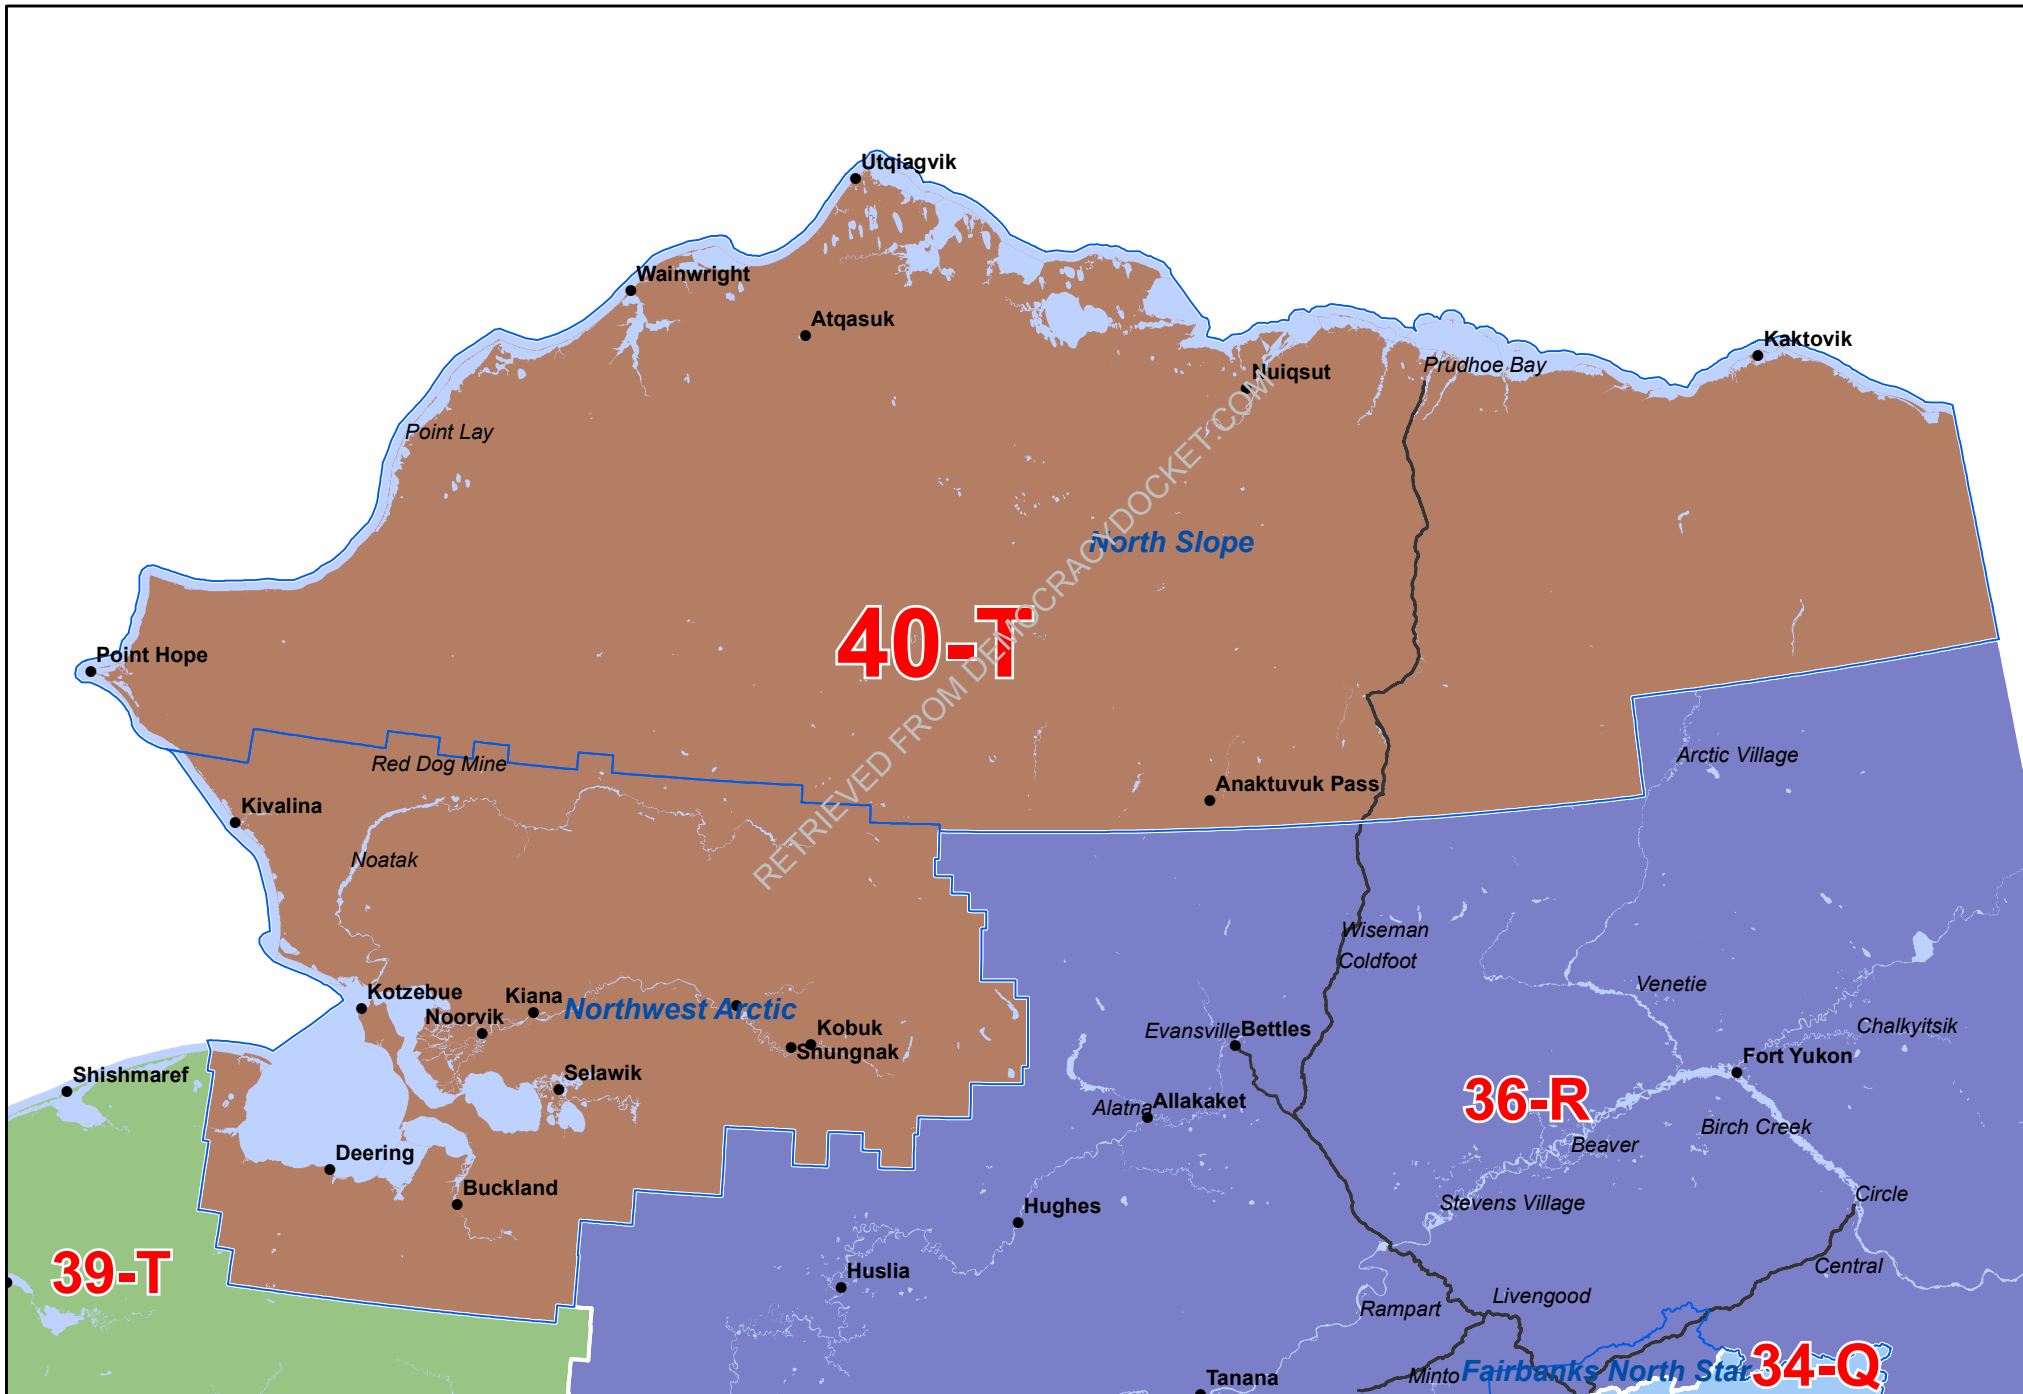 Utqiagvik
Wainwright
Atqasuk
Kaktovik
Prudhoe Bay
Nuiqsut
Point Lay
North Slope
40-T
Point Hope
RETRIEVED FROM DEMOCRACYDOCKET.COM
Red Dog Mine
Arctic Village
Anaktuvuk Pass
Kivalina
Noatak
Wiseman
Coldfoot
Venetie
Kotzebue
Kiana
Northwest Arctic
Noorvik
Kobuk
Shungnak
Evansville
Bettles
Chalkyitsik
Fort Yukon
Shishmaref
Selawik
36-R
Alatna
Allakaket
Birch Creek
Beaver
Deering
Buckland
Hughes
Stevens Village
Circle
39-T
Huslia
Central
Rampart
Livengood
Tanana
Minto
Fairbanks North Star
34-Q